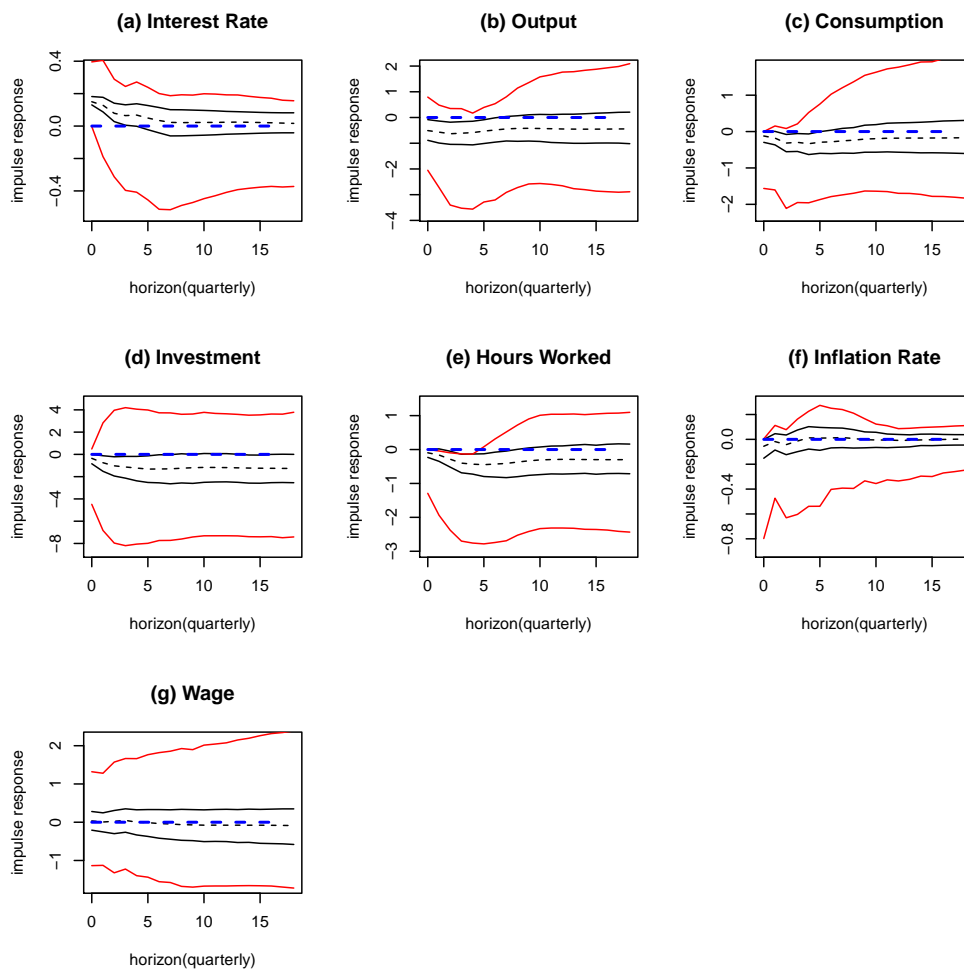 (a) Interest Rate
impulse response
0.4
0.0
−0.4
0 5 10 15
horizon(quarterly)
(b) Output
impulse response
2
1
0
−2
−4
0 5 10 15
horizon(quarterly)
(c) Consumption
impulse response
1
0
−1
−2
0 5 10 15
horizon(quarterly)
(d) Investment
impulse response
4
2
0
−4
−8
0 5 10 15
horizon(quarterly)
(e) Hours Worked
impulse response
1
0
−1
−2
−3
0 5 10 15
horizon(quarterly)
(f) Inflation Rate
impulse response
0.0
−0.4
−0.8
0 5 10 15
horizon(quarterly)
(g) Wage
impulse response
2
1
0
−1
0 5 10 15
horizon(quarterly)